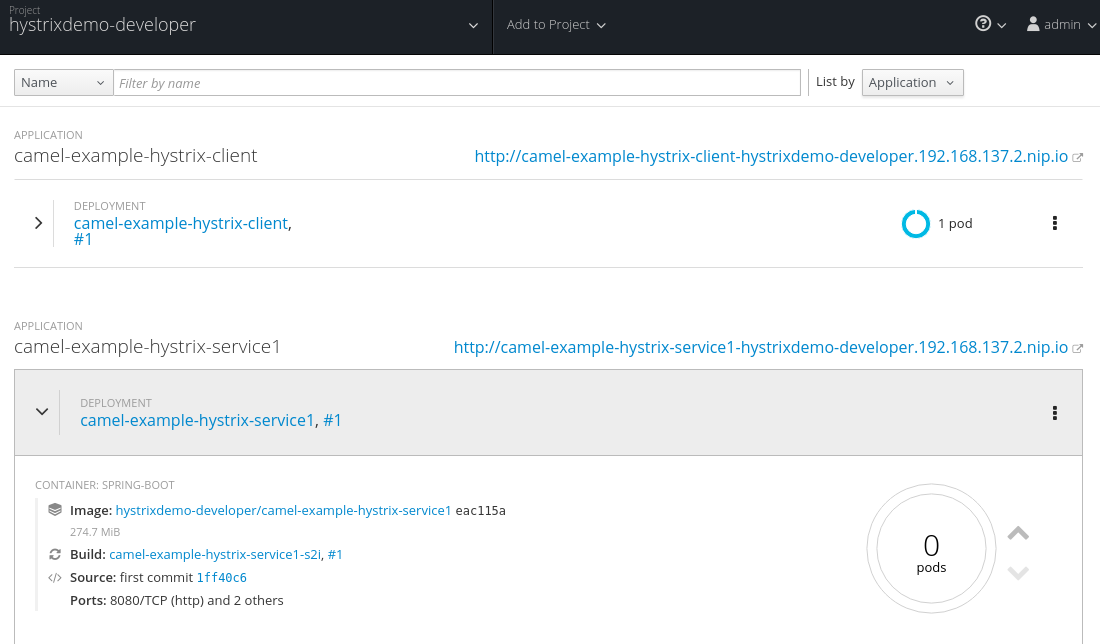 Project
hystrixdemo-developer
Add to Project
admin
Name
Filter by name
List by
Application
APPLICATION
camel-example-hystrix-client
http://camel-example-hystrix-client-hystrixdemo-developer.192.168.137.2.nip.io
DEPLOYMENT
camel-example-hystrix-client,
#1
1 pod
APPLICATION
camel-example-hystrix-service1
http://camel-example-hystrix-service1-hystrixdemo-developer.192.168.137.2.nip.io
DEPLOYMENT
camel-example-hystrix-service1, #1
CONTAINER: SPRING-BOOT
Image: hystrixdemo-developer/camel-example-hystrix-service1 eac115a
274.7 MiB
Build: camel-example-hystrix-service1-s2i, #1
Source: first commit 1ff40c6
Ports: 8080/TCP (http) and 2 others
0
pods